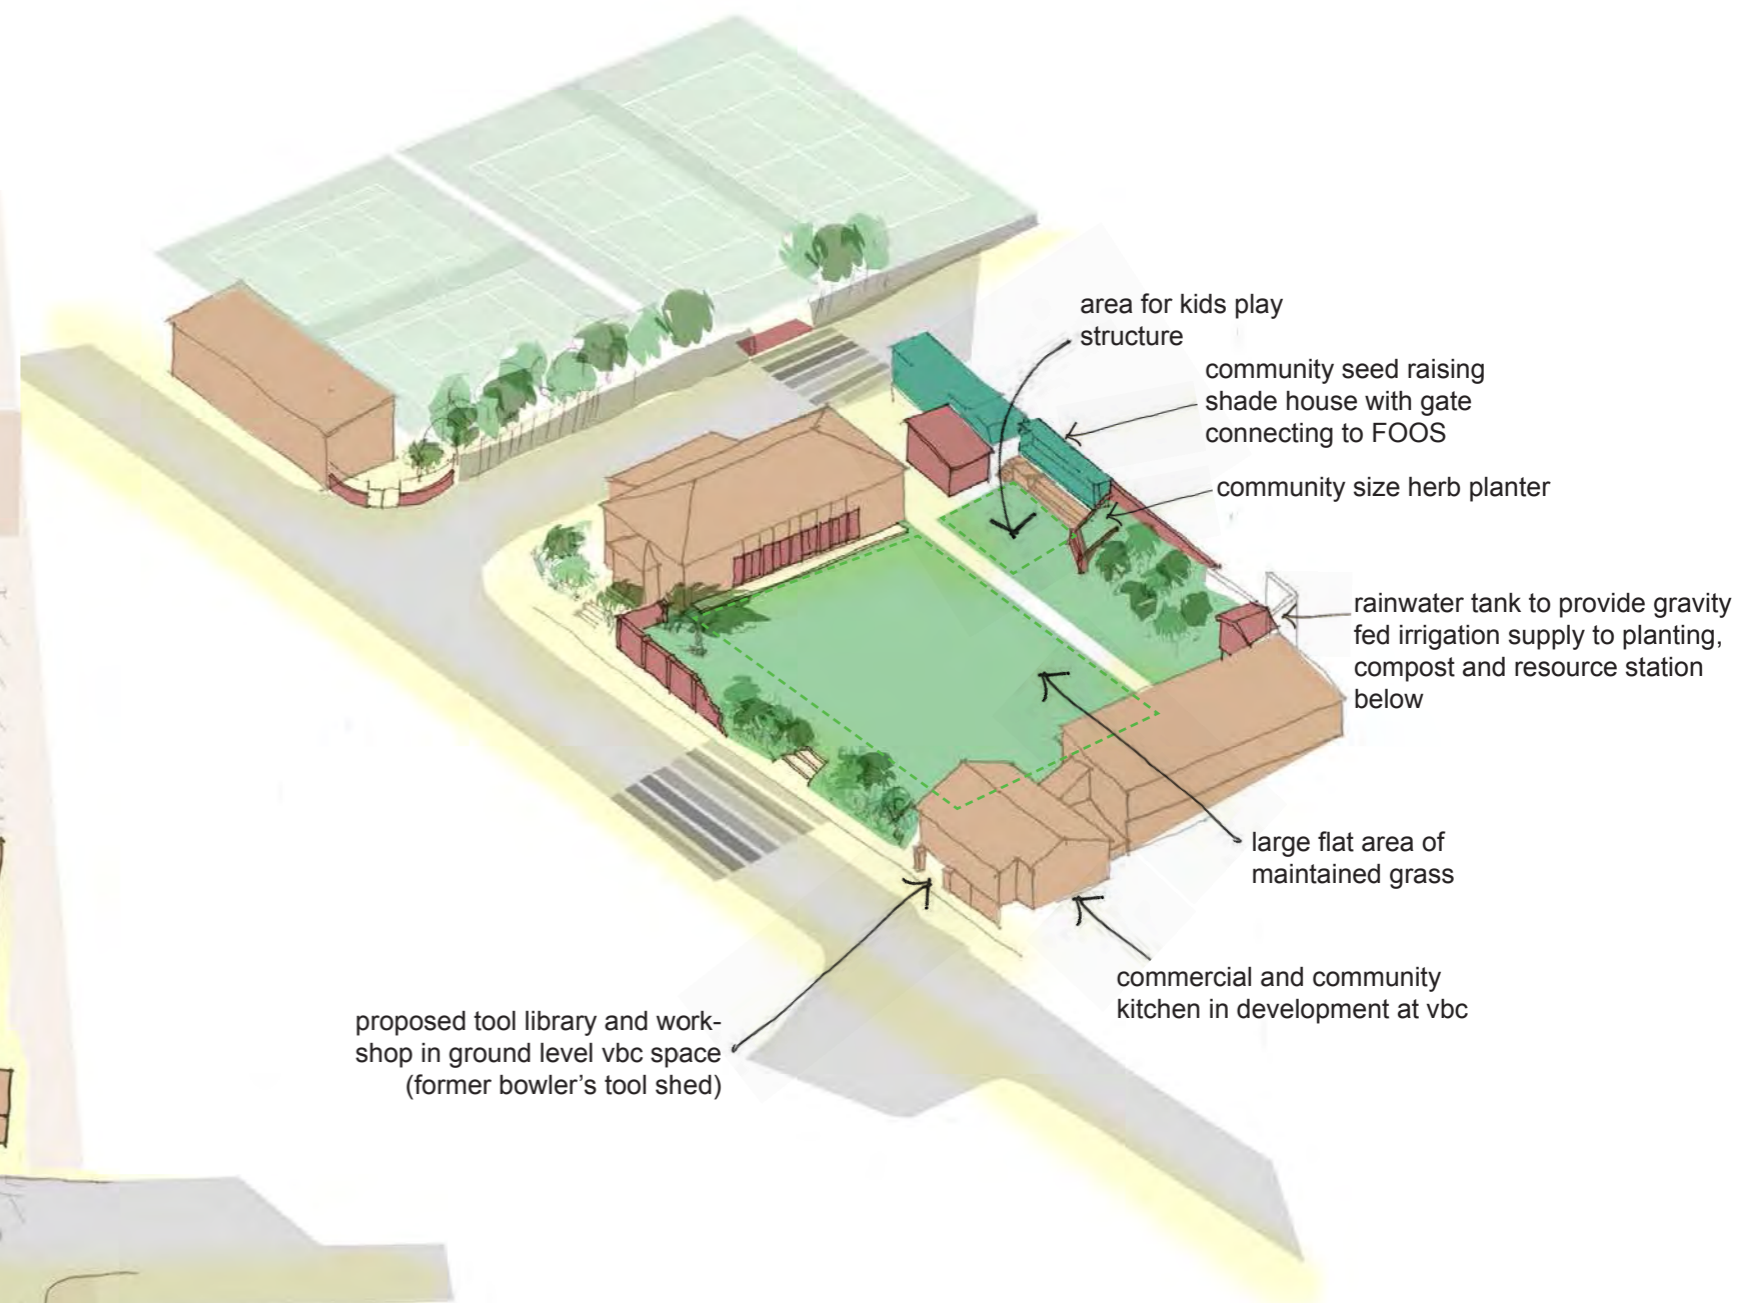 area for kids play
structure
community seed raising
shade house with gate
connecting to FOOS
community size herb planter
rainwater tank to provide gravity
fed irrigation supply to planting,
compost and resource station
below
large flat area of
maintained grass
commercial and community
kitchen in development at vbc
proposed tool library and work-
shop in ground level vbc space
(former bowler’s tool shed)